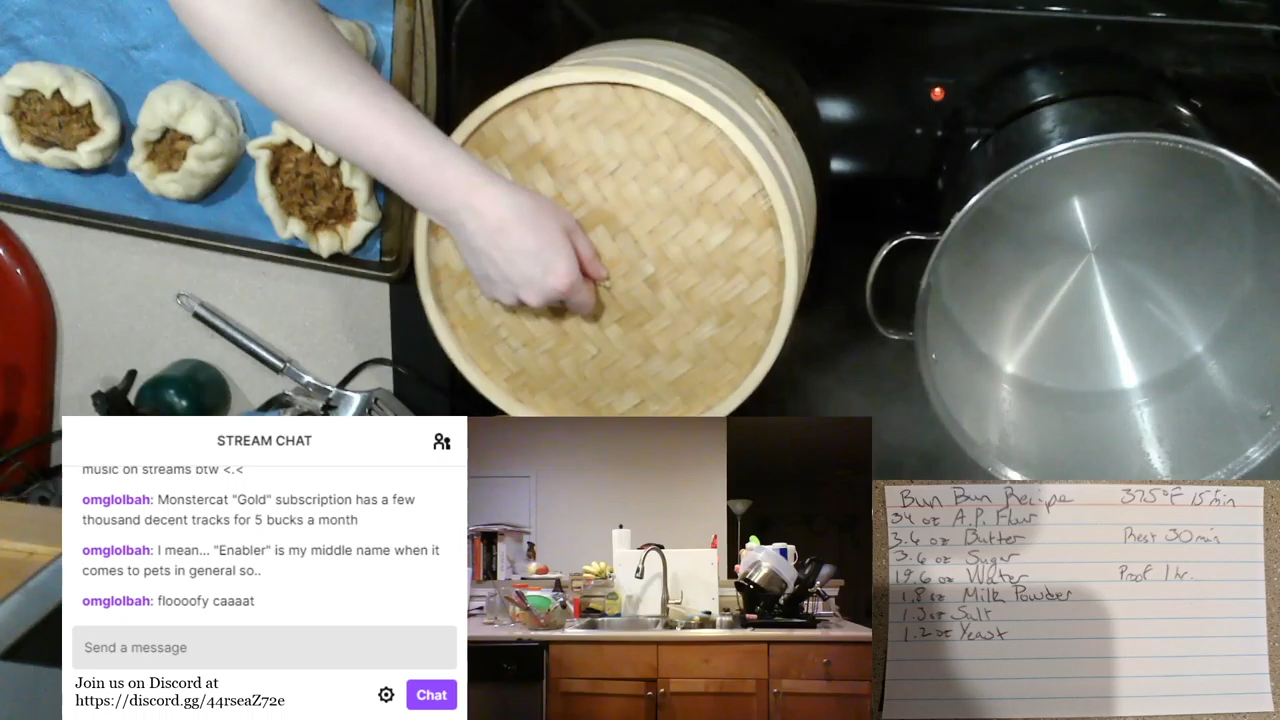 STREAM CHAT
music on streams btw <.<
omglolbah: Monstercat "Gold" subscription has a few
thousand decent tracks for 5 bucks a month
omglolbah: I mean... "Enabler" is my middle name when it
comes to pets in general so..
omglolbah: floooofy caaaat
Send a message
Join us on Discord at
https://discord.gg/44rseaZ72e
Chat
Bun Bun Recipe 375°F 15 min
34 oz A.P. Flour
3.6 oz Butter Rest 30 min
3.6 oz Sugar
19.6 oz Water Proof 1 hr.
1.8 oz Milk Powder
1.3 oz Salt
1.2 oz Yeast